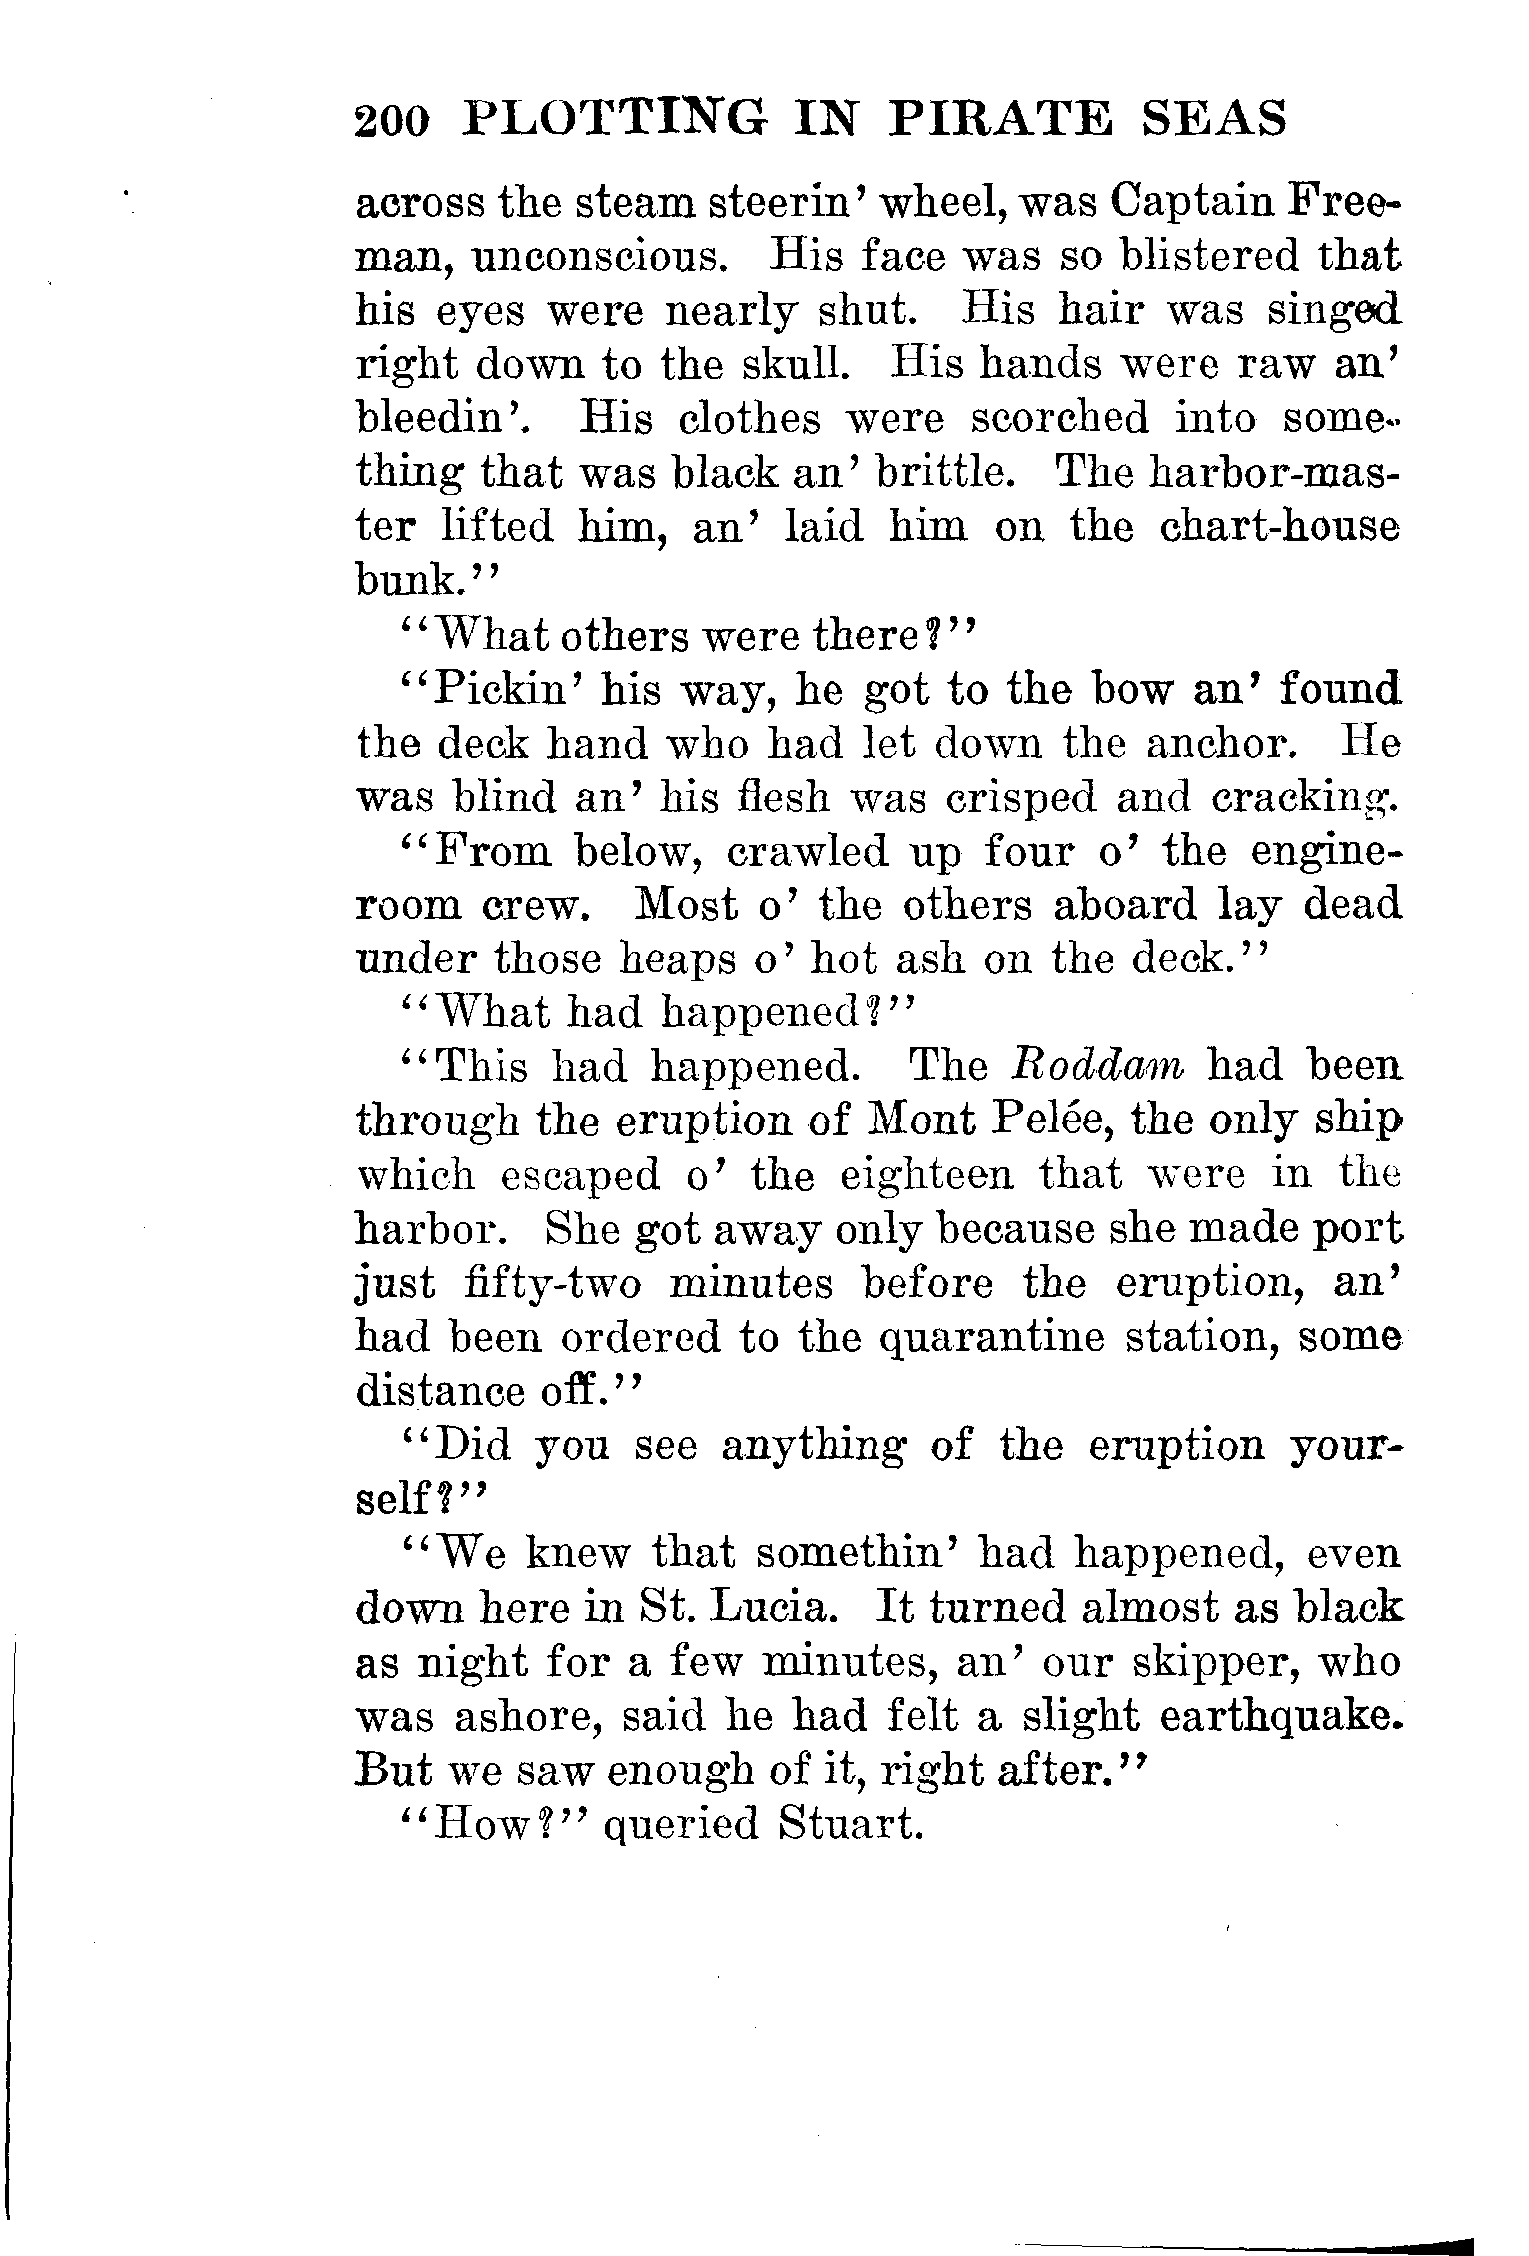 200 PLOTTING IN PIRATE SEAS
across the steam steerin' wheel, was Captain Free-
man, unconscious. His face was so blistered that
his eyes were nearly shut. His hair was singed
right down to the skull. His hands were raw an'
bleedin'. His clothes were scorched into some-
thing that was black an' brittle. The harbor-mas-
ter lifted him, an' laid him on the chart-house
bunk."
"What others were there?"
"Pickin' his way, he got to the bow an' found
the deck hand who had let down the anchor. He
was blind an' his flesh was crisped and cracking.
"From below, crawled up four o' the engine-
room crew. Most o' the others aboard lay dead
under those heaps o' hot ash on the deck."
"What had happened?"
"This had happened. The Roddam had been
through the eruption of Mont Pelée, the only ship
which escaped o' the eighteen that were in the
harbor. She got away only because she made port
just fifty-two minutes before the eruption, an'
had been ordered to the quarantine station, some
distance off."
"Did you see anything of the eruption your-
self?"
"We knew that somethin' had happened, even
down here in St. Lucia. It turned almost as black
as night for a few minutes, an' our skipper, who
was ashore, said he had felt a slight earthquake.
But we saw enough of it, right after."
"How?" queried Stuart.